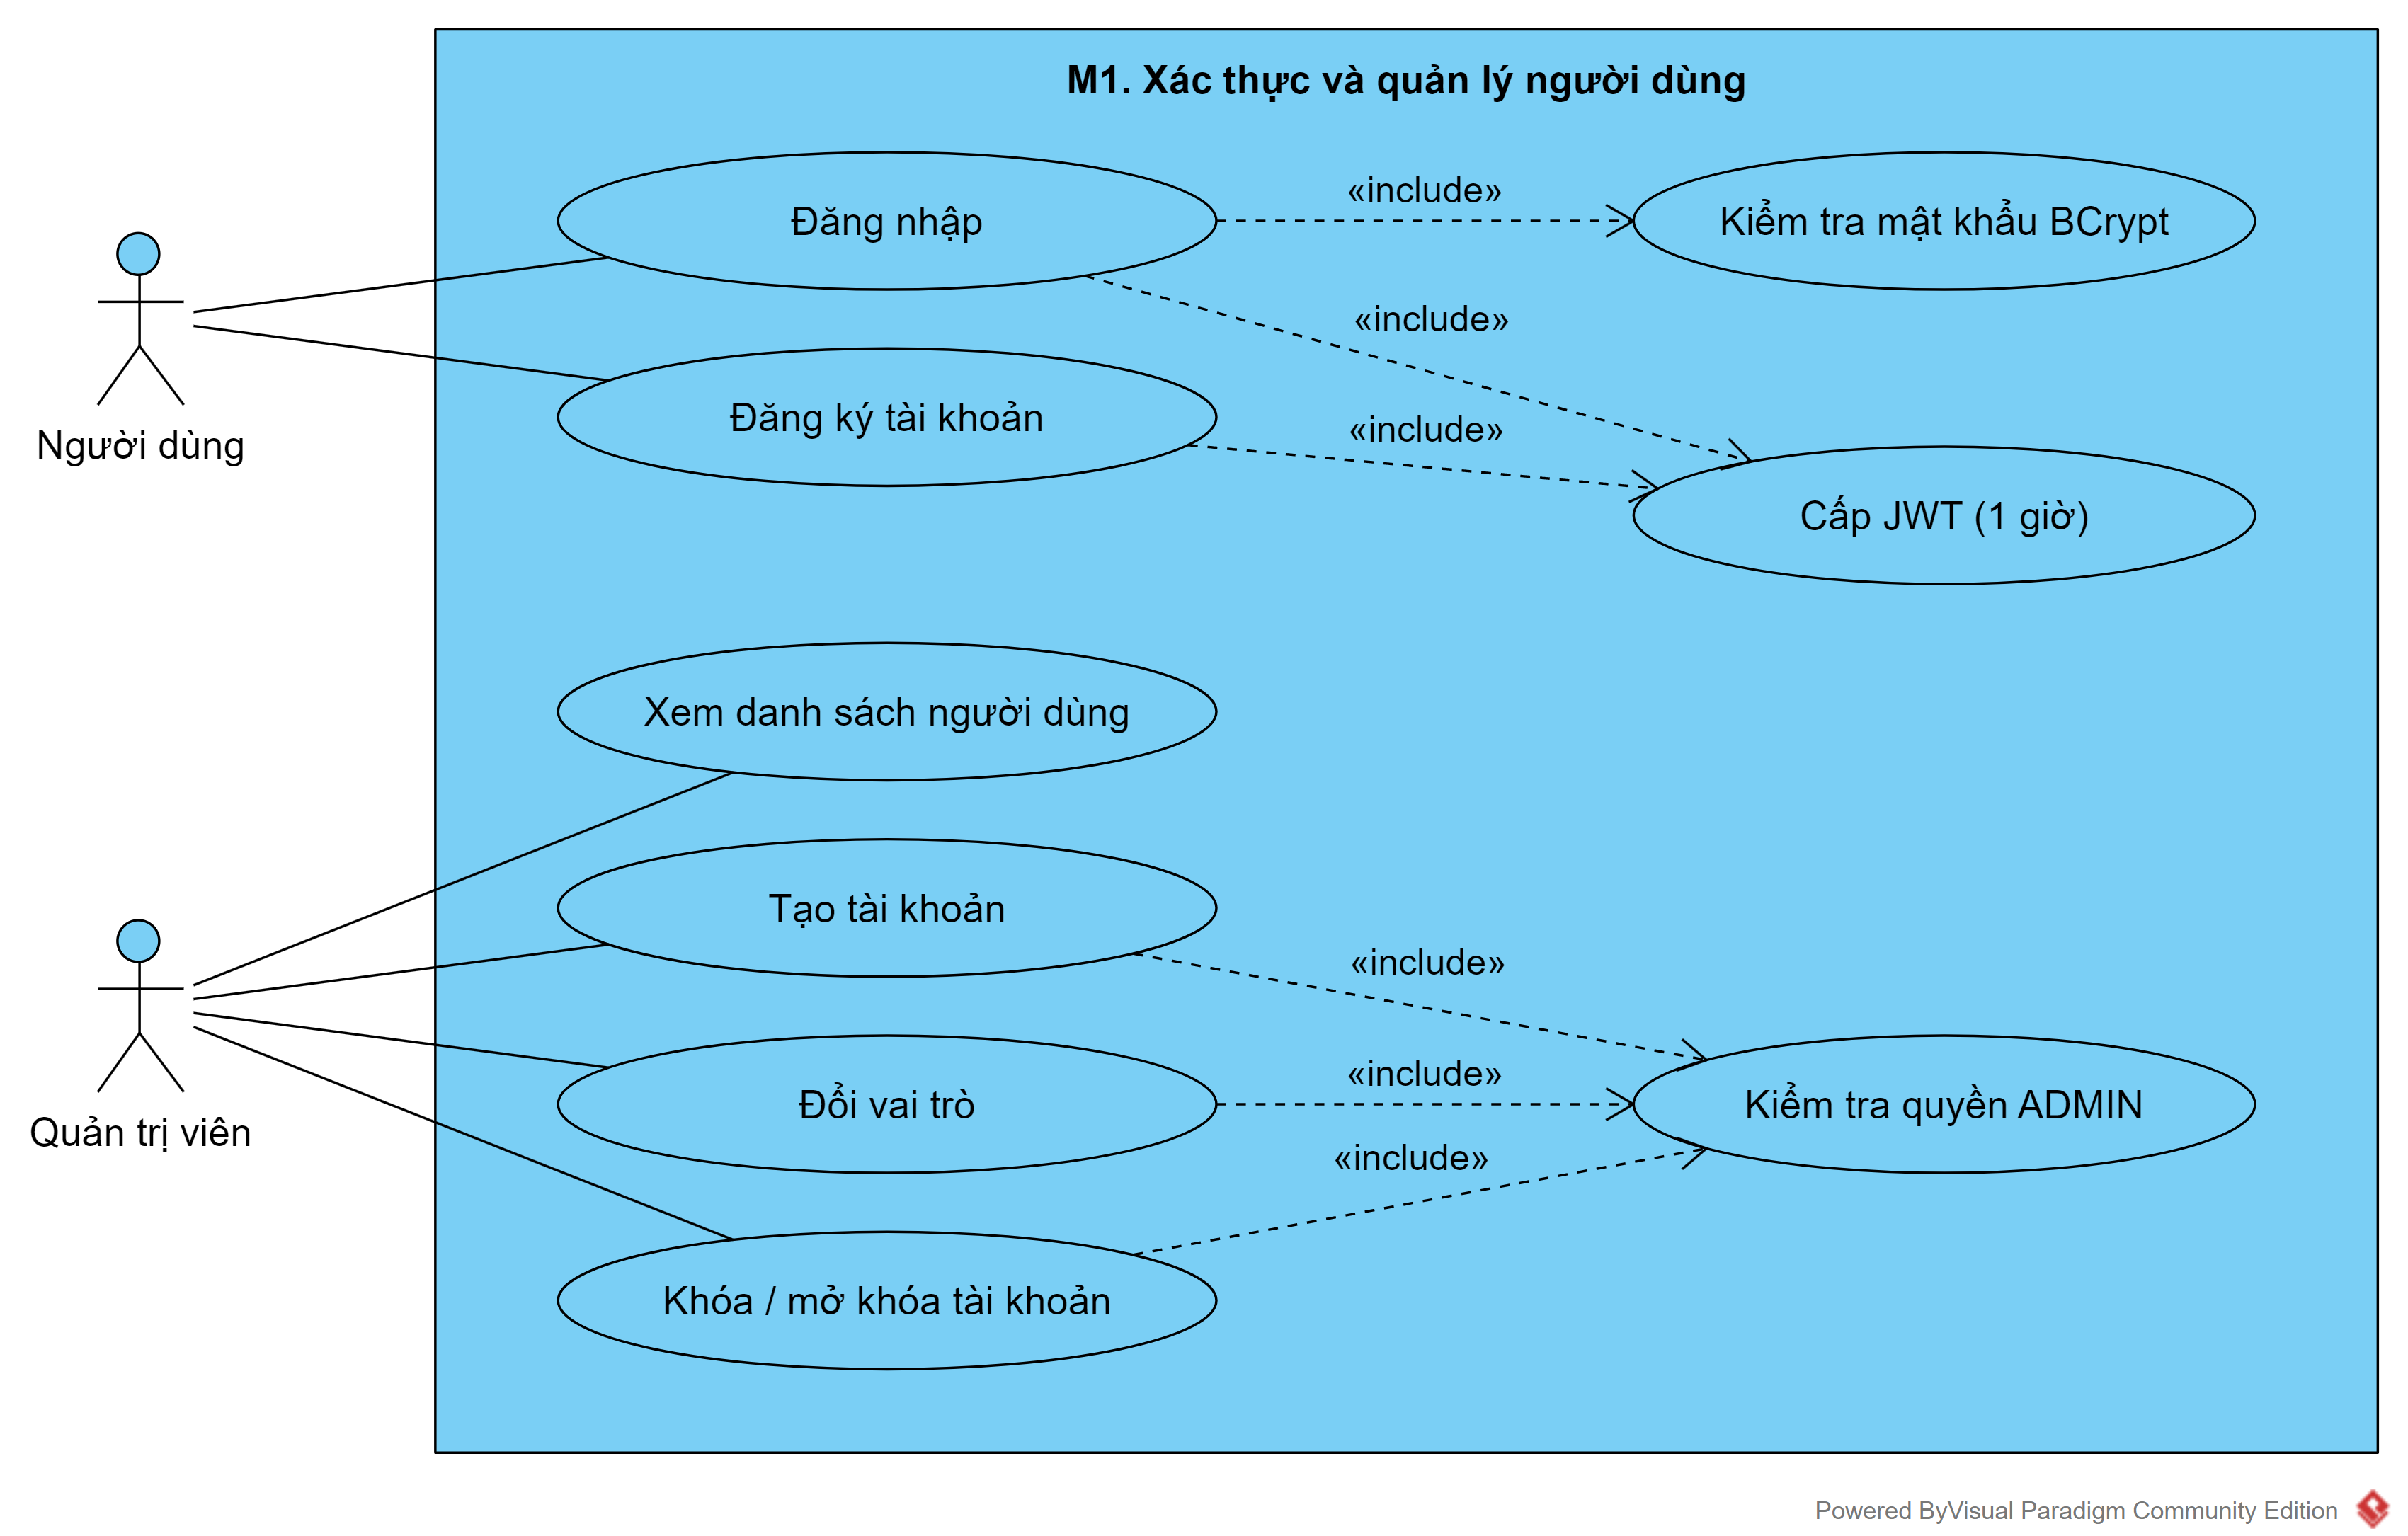 M1. Xác thực và quản lý người dùng
Đăng nhập
«include»
Kiểm tra mật khẩu BCrypt
«include»
Đăng ký tài khoản
«include»
Người dùng
Cấp JWT (1 giờ)
Xem danh sách người dùng
Tạo tài khoản
«include»
Quản trị viên
Đổi vai trò
«include»
Kiểm tra quyền ADMIN
«include»
Khóa / mở khóa tài khoản
Powered ByVisual Paradigm Community Edition